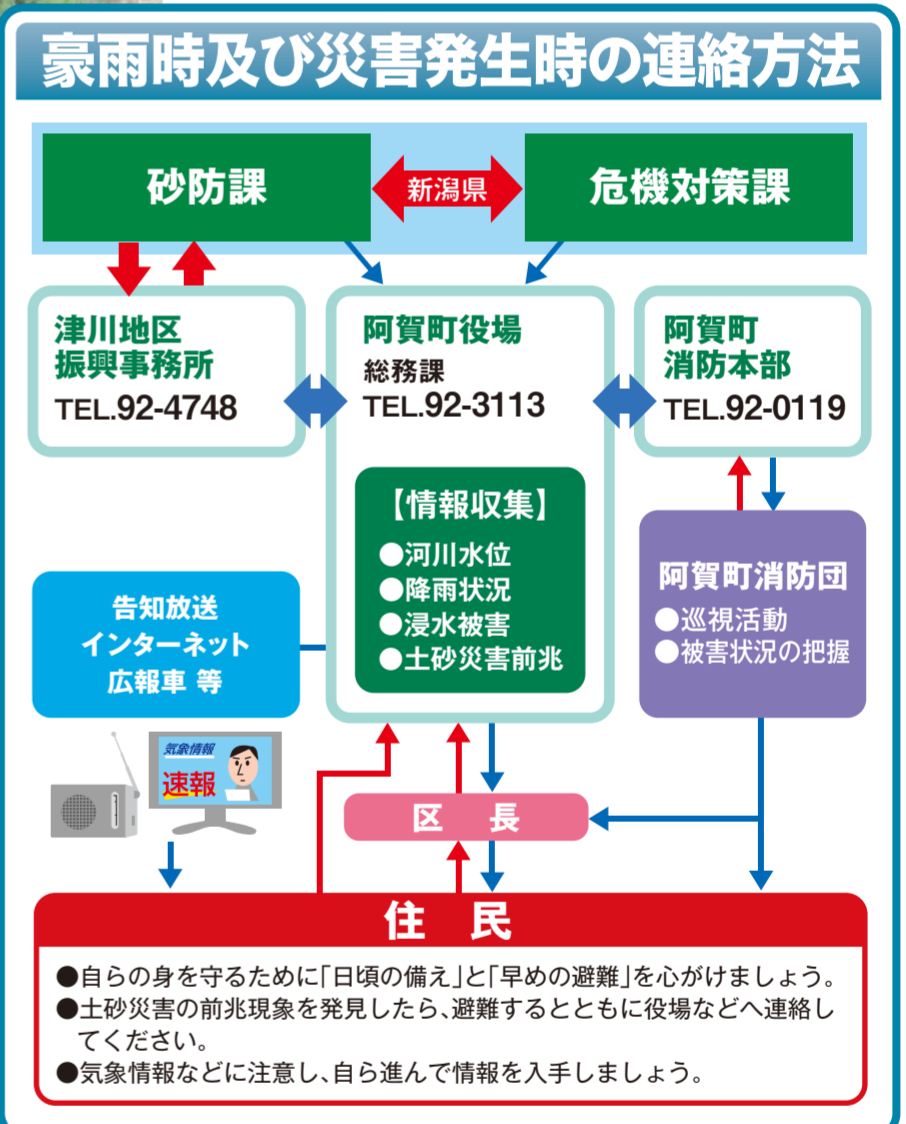 豪雨時及び災害発生時の連絡方法
砂防課
新潟県
危機対策課
津川地区
振興事務所
TEL.92-4748
阿賀町役場
総務課
TEL.92-3113
阿賀町
消防本部
TEL.92-0119
【情報収集】
●河川水位
●降雨状況
●浸水被害
●土砂災害前兆
阿賀町消防団
●巡視活動
●被害状況の把握
告知放送
インターネット
広報車 等
気象情報
速報
区 長
住 民
●自らの身を守るために「日頃の備え」と「早めの避難」を心がけましょう。
●土砂災害の前兆現象を発見したら、避難するとともに役場などへ連絡し
てください。
●気象情報などに注意し、自ら進んで情報を入手しましょう。